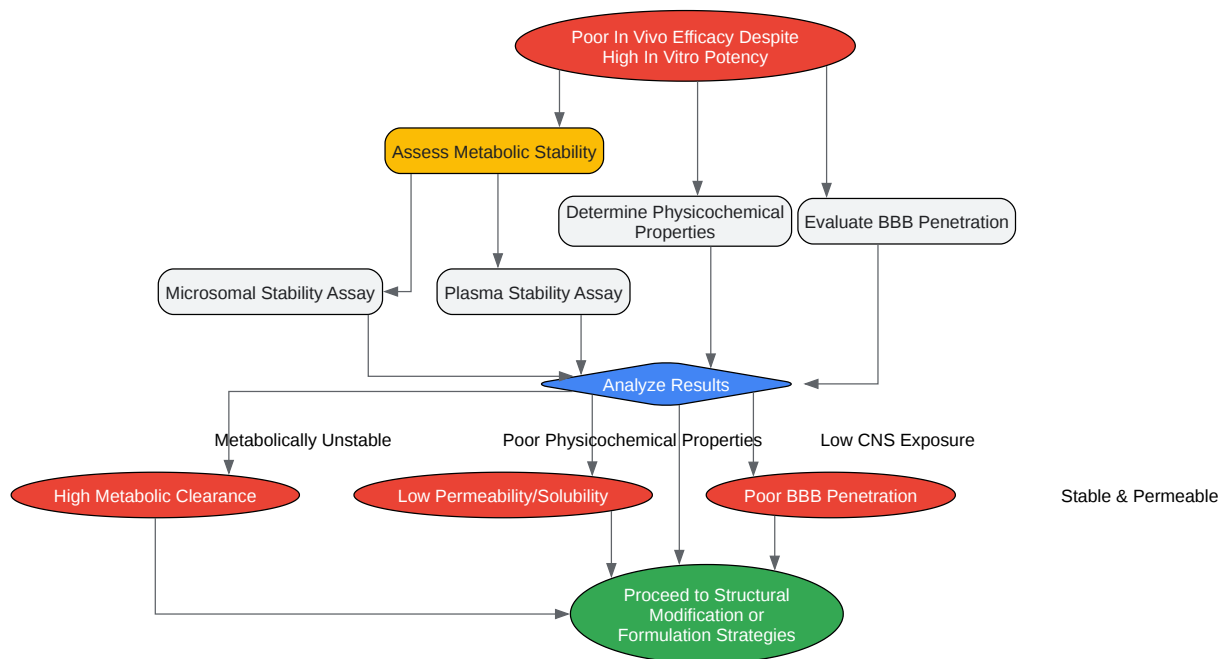 Poor In Vivo Efficacy Despite
High In Vitro Potency
Assess Metabolic Stability
Determine Physicochemical
Properties
Evaluate BBB Penetration
Microsomal Stability Assay
Plasma Stability Assay
Analyze Results
Metabolically Unstable
Poor Physicochemical Properties
Low CNS Exposure
High Metabolic Clearance
Low Permeability/Solubility
Poor BBB Penetration
Stable & Permeable
Proceed to Structural
Modification or
Formulation Strategies